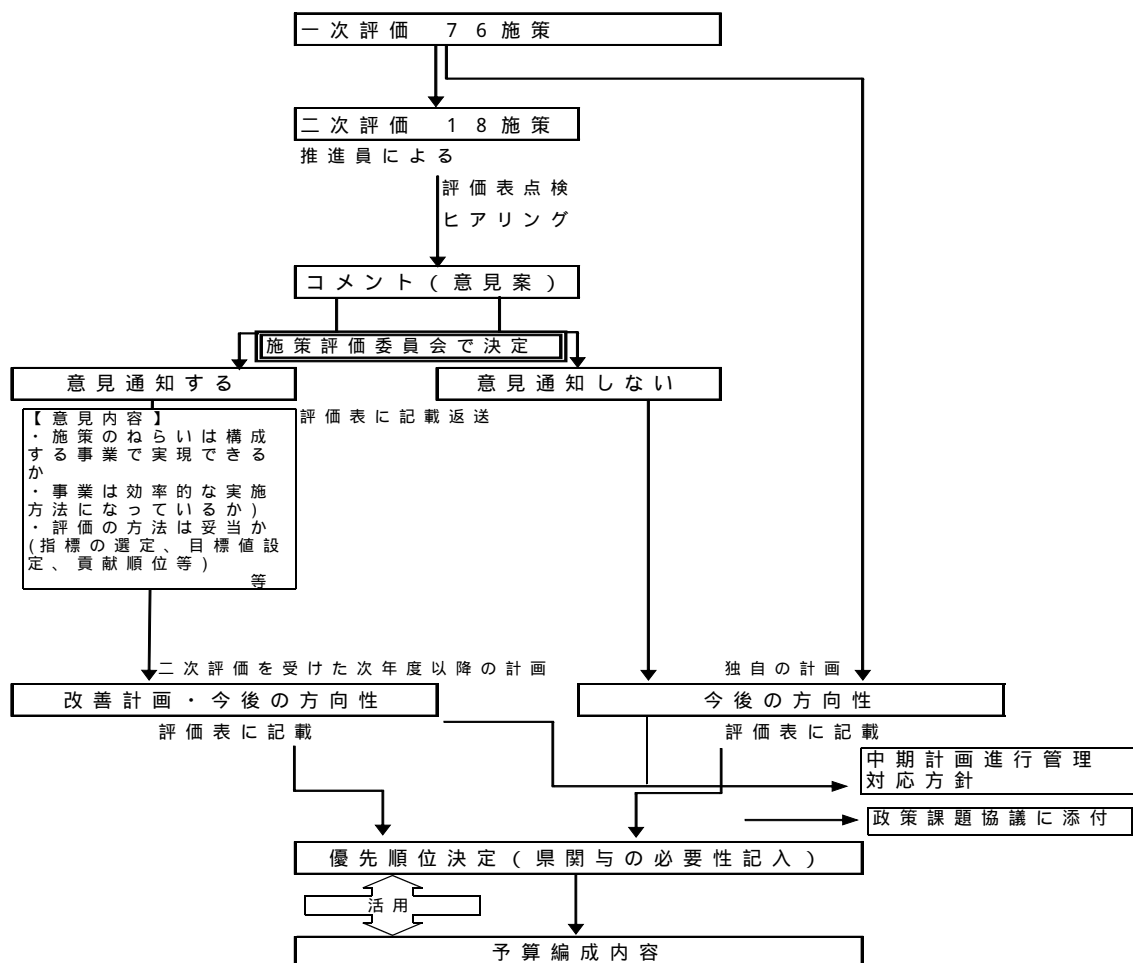 一次評価 76施策
二次評価 18施策
推進員による
評価表点検
ヒアリング
コメント(意見案)
施策評価委員会で決定
意見通知する
意見通知しない
【意見内容】
・施策のねらいは構成
する事業で実現できる
か
・事業は効率的な実施
方法になっているか)
・評価の方法は妥当か
(指標の選定、目標値設
定、貢献順位等)
等
評価表に記載返送
二次評価を受けた次年度以降の計画
独自の計画
改善計画・今後の方向性
今後の方向性
評価表に記載
評価表に記載
中期計画進行管理
対応方針
政策課題協議に添付
優先順位決定(県関与の必要性記入)
活用
予算編成内容